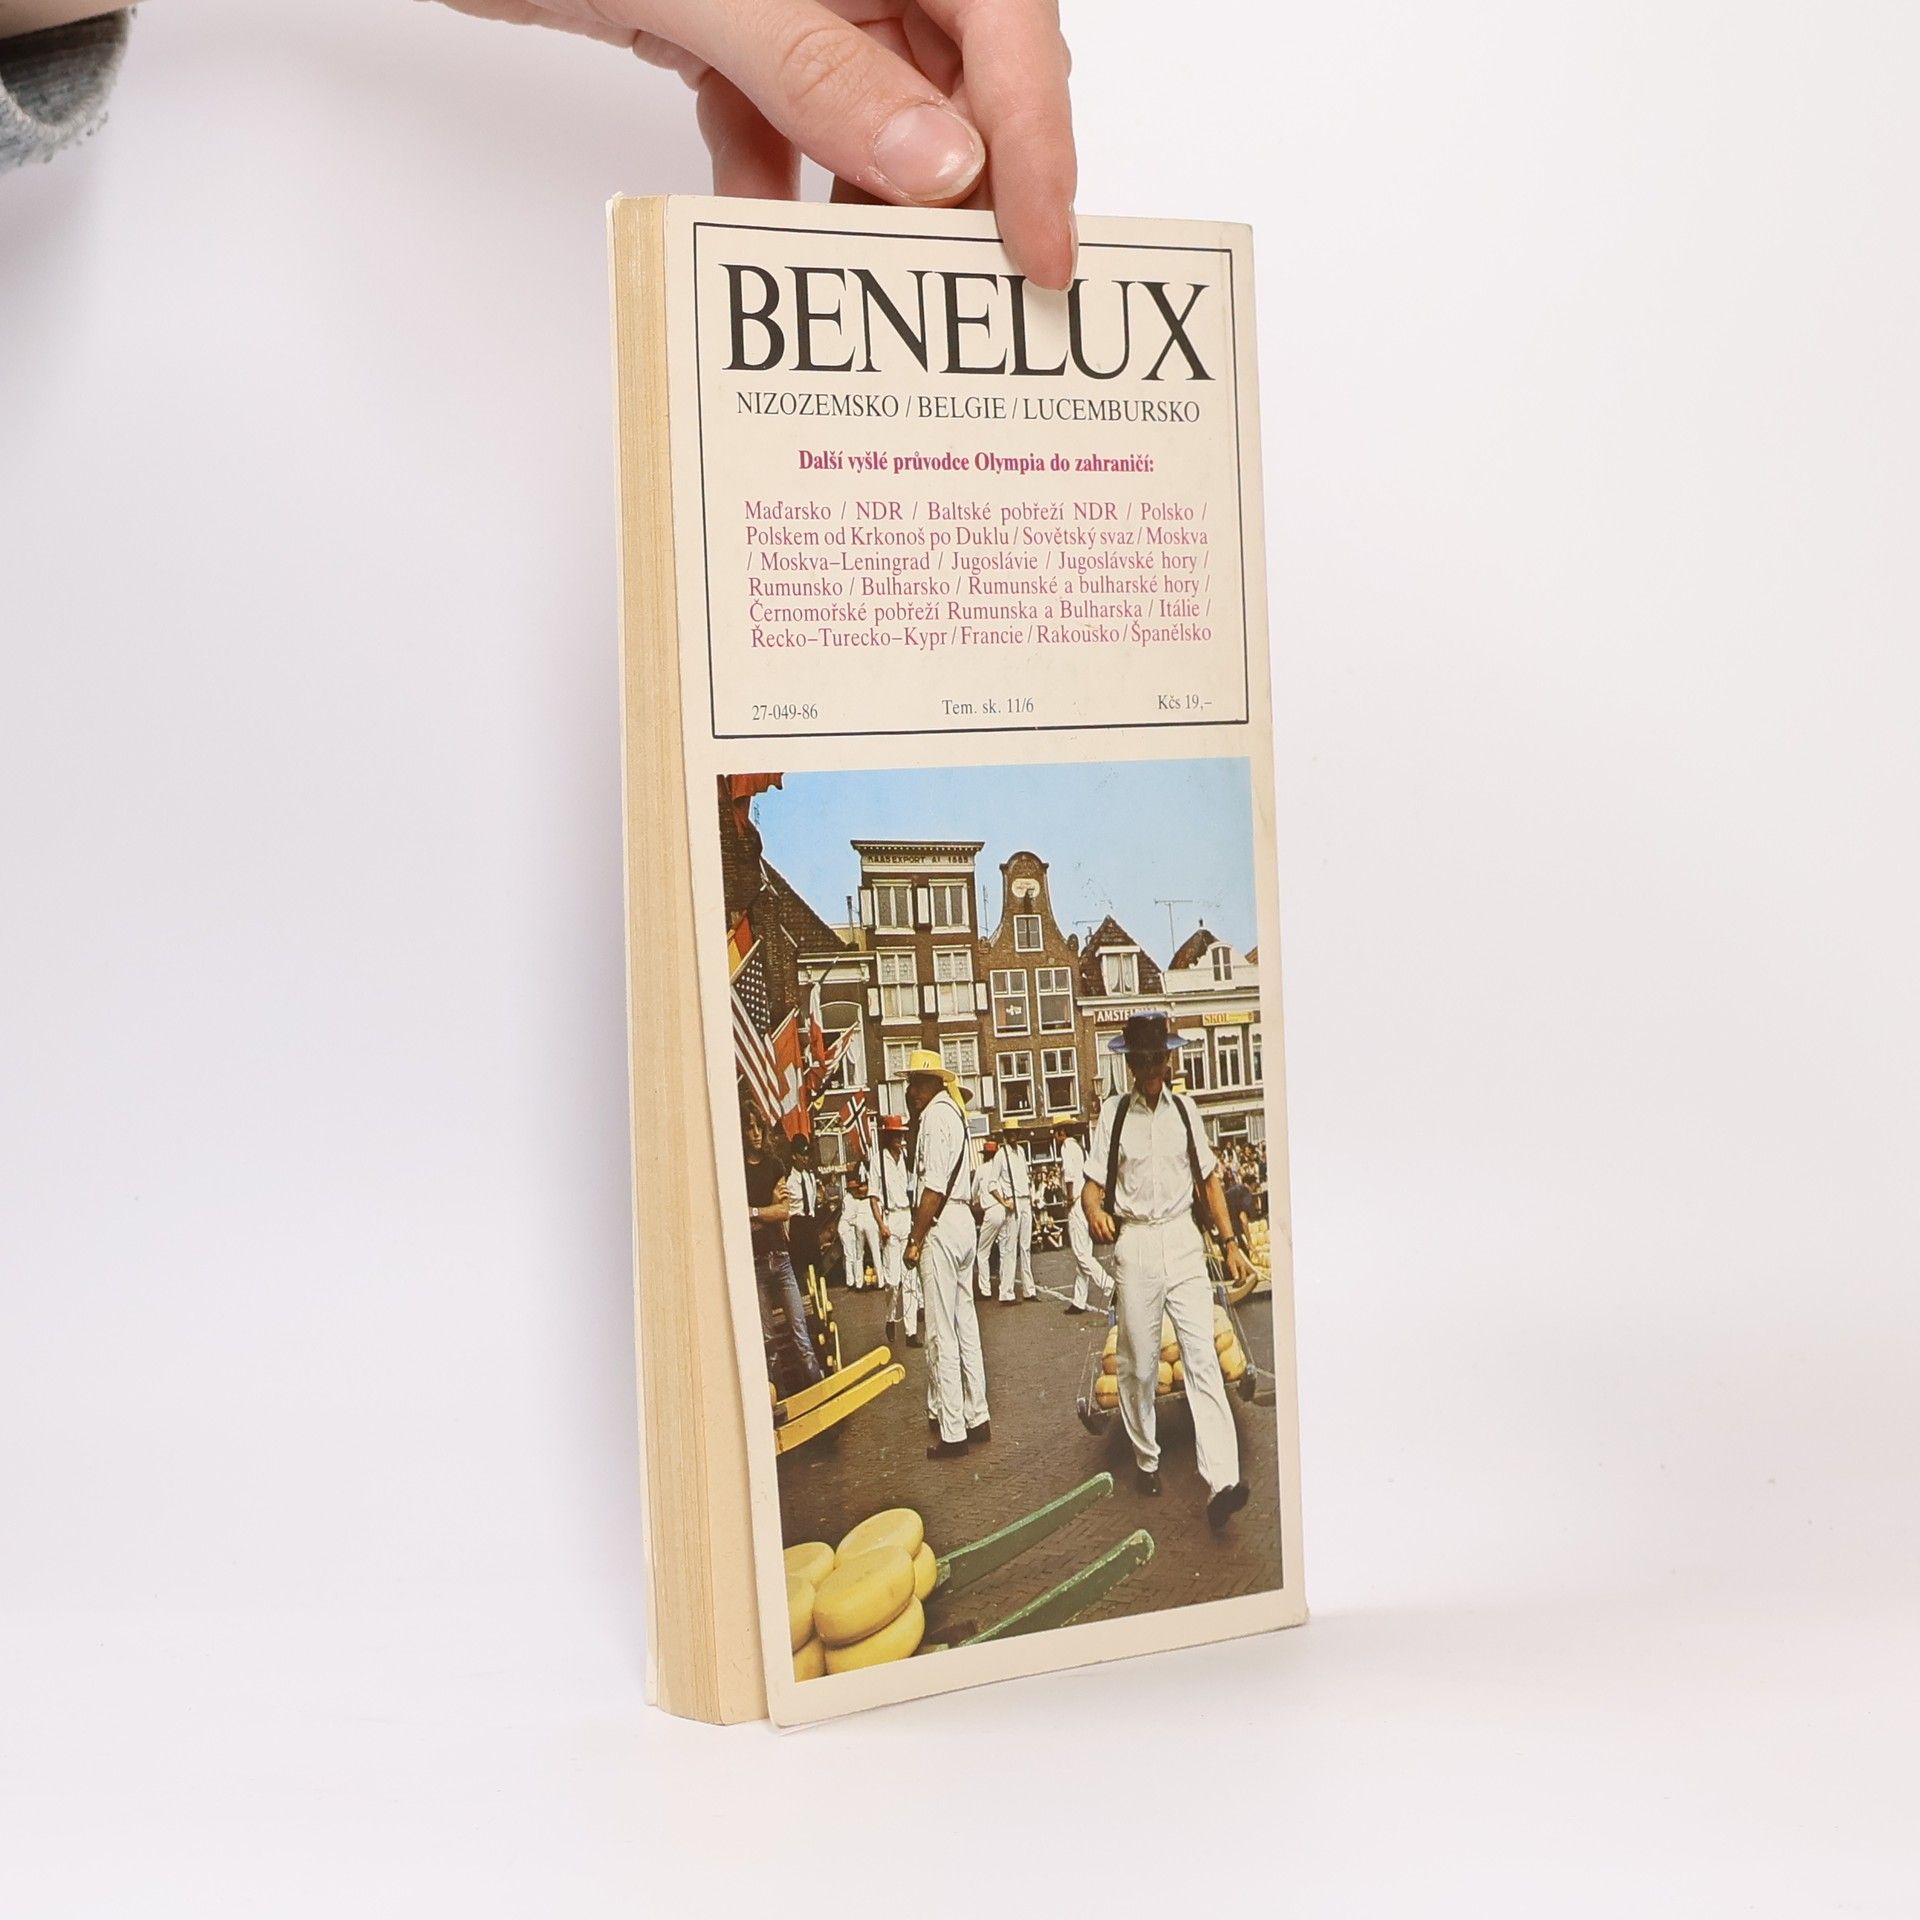 BENELUX
NIZOZEMSKO / BELGIE / LUCEMBURSKO
Další vyšlé průvodce Olympia do zahraničí:
Maďarsko / NDR / Baltské pobřeží NDR / Polsko /
Polskem od Krkonoš po Duklu / Sovětský svaz / Moskva
/ Moskva–Leningrad / Jugoslávie / Jugoslávské hory /
Rumunsko / Bulharsko / Rumunské a bulharské hory /
Černomořské pobřeží Rumunska a Bulharska / Itálie /
Řecko–Turecko–Kypr / Francie / Rakousko / Španělsko
27-049-86 Tem. sk. 11/6 Kčs 19,–
KAASEXPORT
SKOL